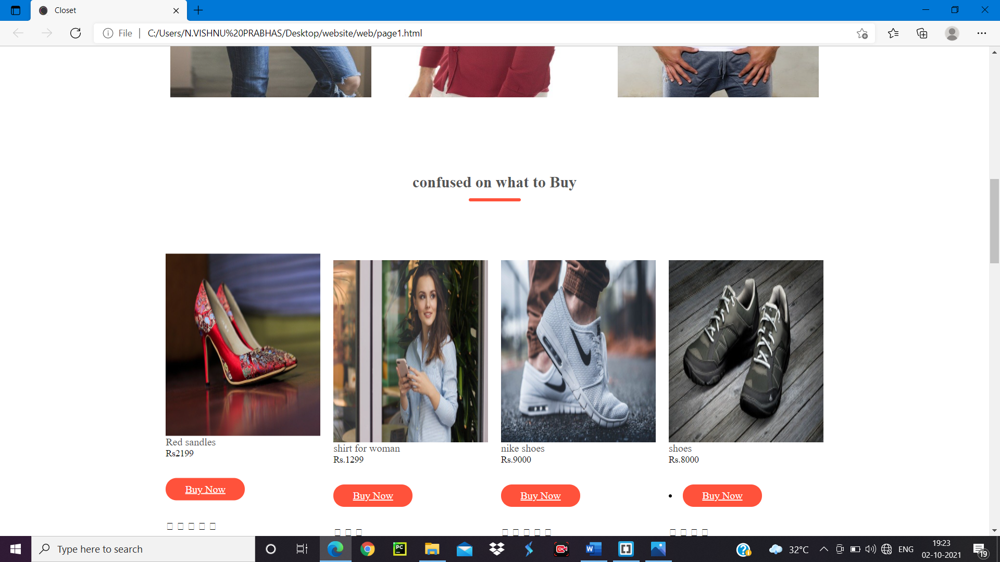 Closet
File
C:/Users/N.VISHNU%20PRABHAS/Desktop/website/web/page1.html
confused on what to Buy
Red sandles
Rs2199
Buy Now
shirt for woman
Rs.1299
Buy Now
nike shoes
Rs.9000
Buy Now
shoes
Rs.8000
• Buy Now
Type here to search
PC
W
32°C
ENG
19:23
02-10-2021
19